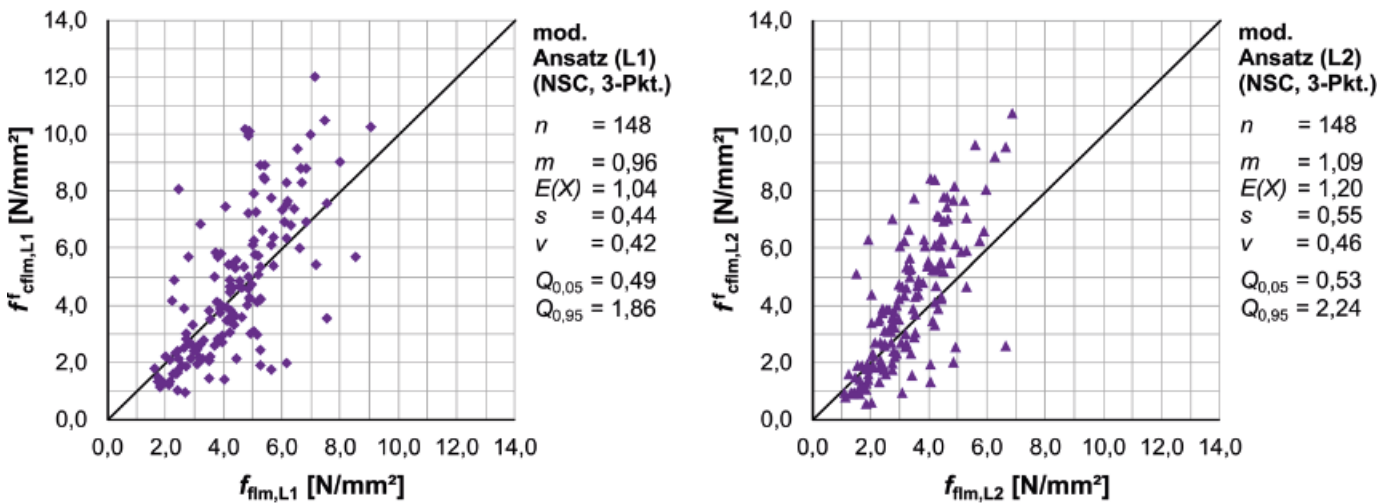 14,0
12,0
10,0
8,0
6,0
4,0
2,0
0,0
f^f_cflm,L1 [N/mm²]
0,0 2,0 4,0 6,0 8,0 10,0 12,0 14,0
f_flm,L1 [N/mm²]
mod.
Ansatz (L1)
(NSC, 3-Pkt.)
n = 148
m = 0,96
E(X) = 1,04
s = 0,44
v = 0,42
Q_0,05 = 0,49
Q_0,95 = 1,86
14,0
12,0
10,0
8,0
6,0
4,0
2,0
0,0
f^f_cflm,L2 [N/mm²]
0,0 2,0 4,0 6,0 8,0 10,0 12,0 14,0
f_flm,L2 [N/mm²]
mod.
Ansatz (L2)
(NSC, 3-Pkt.)
n = 148
m = 1,09
E(X) = 1,20
s = 0,55
v = 0,46
Q_0,05 = 0,53
Q_0,95 = 2,24